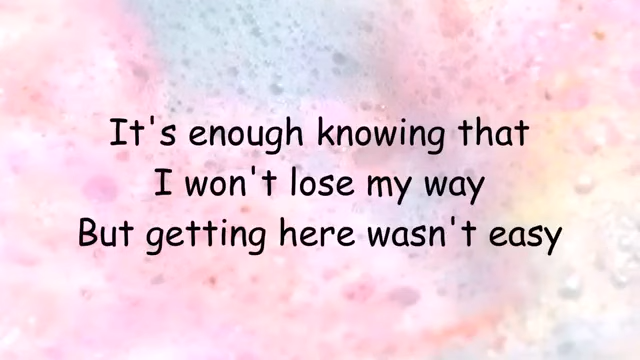 It's enough knowing that
I won't lose my way
But getting here wasn't easy